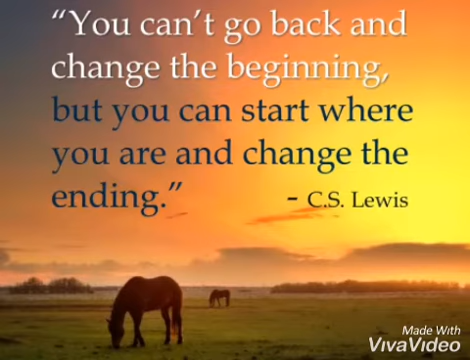 “You can’t go back and
change the beginning,
but you can start where
you are and change the
ending.” - C.S. Lewis
Made With
VivaVideo